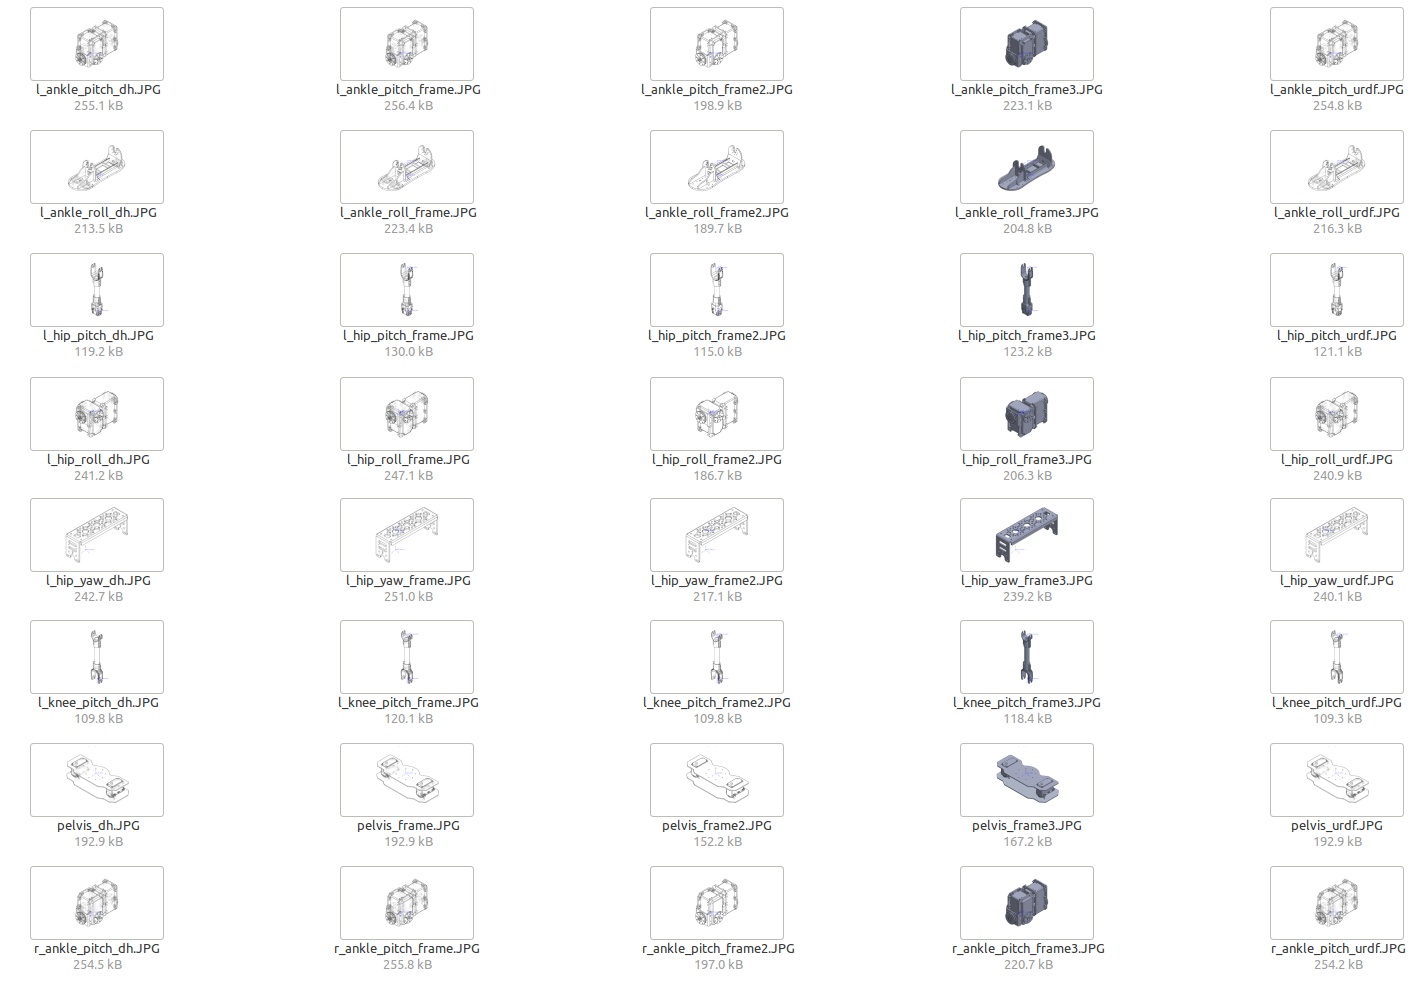 l_ankle_pitch_dh.JPG l_ankle_pitch_frame.JPG l_ankle_pitch_frame2.JPG l_ankle_pitch_frame3.JPG l_ankle_pitch_urdf.JPG
255.1 kB 256.4 kB 198.9 kB 223.1 kB 254.8 kB
l_ankle_roll_dh.JPG l_ankle_roll_frame.JPG l_ankle_roll_frame2.JPG l_ankle_roll_frame3.JPG l_ankle_roll_urdf.JPG
213.5 kB 223.4 kB 189.7 kB 204.8 kB 216.3 kB
l_hip_pitch_dh.JPG l_hip_pitch_frame.JPG l_hip_pitch_frame2.JPG l_hip_pitch_frame3.JPG l_hip_pitch_urdf.JPG
119.2 kB 130.0 kB 115.0 kB 123.2 kB 121.1 kB
l_hip_roll_dh.JPG l_hip_roll_frame.JPG l_hip_roll_frame2.JPG l_hip_roll_frame3.JPG l_hip_roll_urdf.JPG
241.2 kB 247.1 kB 186.7 kB 206.3 kB 240.9 kB
l_hip_yaw_dh.JPG l_hip_yaw_frame.JPG l_hip_yaw_frame2.JPG l_hip_yaw_frame3.JPG l_hip_yaw_urdf.JPG
242.7 kB 251.0 kB 217.1 kB 239.2 kB 240.1 kB
l_knee_pitch_dh.JPG l_knee_pitch_frame.JPG l_knee_pitch_frame2.JPG l_knee_pitch_frame3.JPG l_knee_pitch_urdf.JPG
109.8 kB 120.1 kB 109.8 kB 118.4 kB 109.3 kB
pelvis_dh.JPG pelvis_frame.JPG pelvis_frame2.JPG pelvis_frame3.JPG pelvis_urdf.JPG
192.9 kB 192.9 kB 152.2 kB 167.2 kB 192.9 kB
r_ankle_pitch_dh.JPG r_ankle_pitch_frame.JPG r_ankle_pitch_frame2.JPG r_ankle_pitch_frame3.JPG r_ankle_pitch_urdf.JPG
254.5 kB 255.8 kB 197.0 kB 220.7 kB 254.2 kB